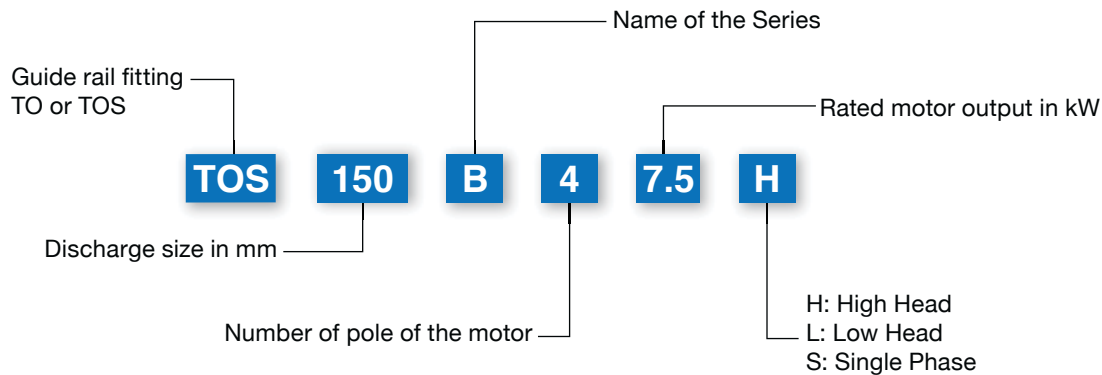 Name of the Series
Guide rail fitting
TO or TOS
Rated motor output in kW
TOS 150 B 4 7.5 H
Discharge size in mm
Number of pole of the motor
H: High Head
L: Low Head
S: Single Phase